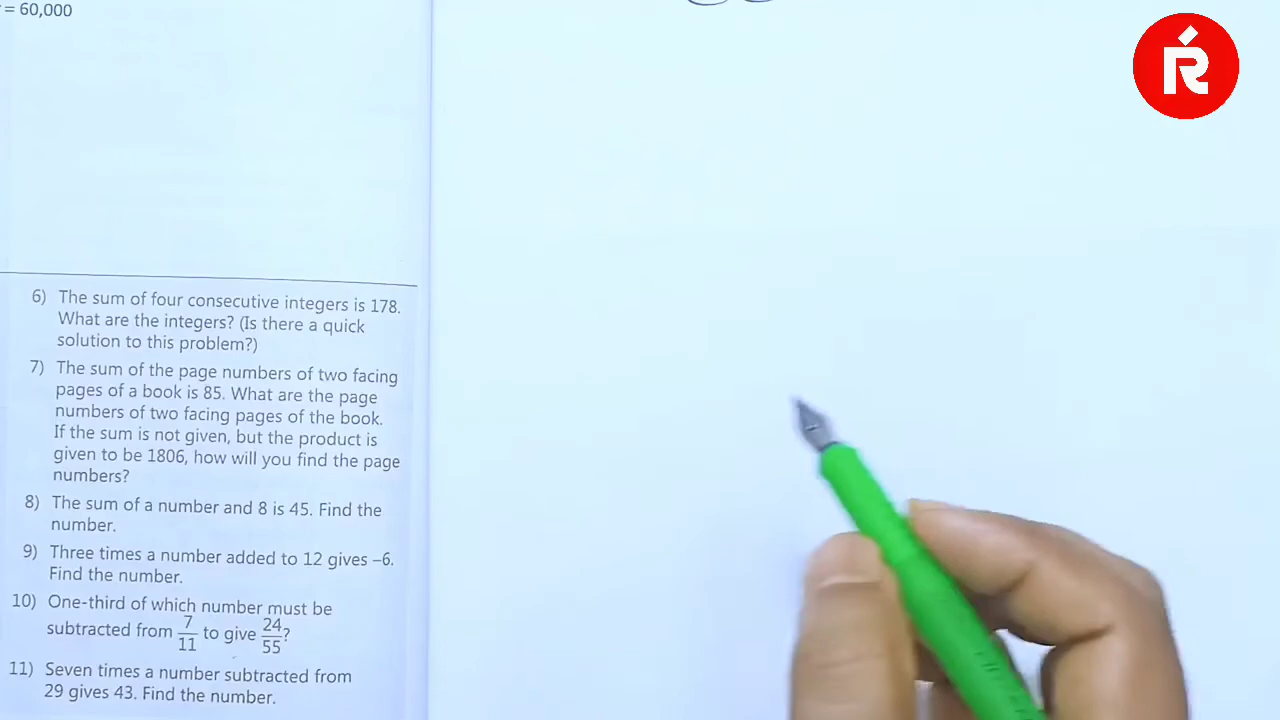 = 60,000
6) The sum of four consecutive integers is 178.
What are the integers? (Is there a quick
solution to this problem?)
7) The sum of the page numbers of two facing
pages of a book is 85. What are the page
numbers of two facing pages of the book.
If the sum is not given, but the product is
given to be 1806, how will you find the page
numbers?
8) The sum of a number and 8 is 45. Find the
number.
9) Three times a number added to 12 gives –6.
Find the number.
10) One-third of which number must be
subtracted from 7/11 to give 24/55?
11) Seven times a number subtracted from
29 gives 43. Find the number.
Ŕ